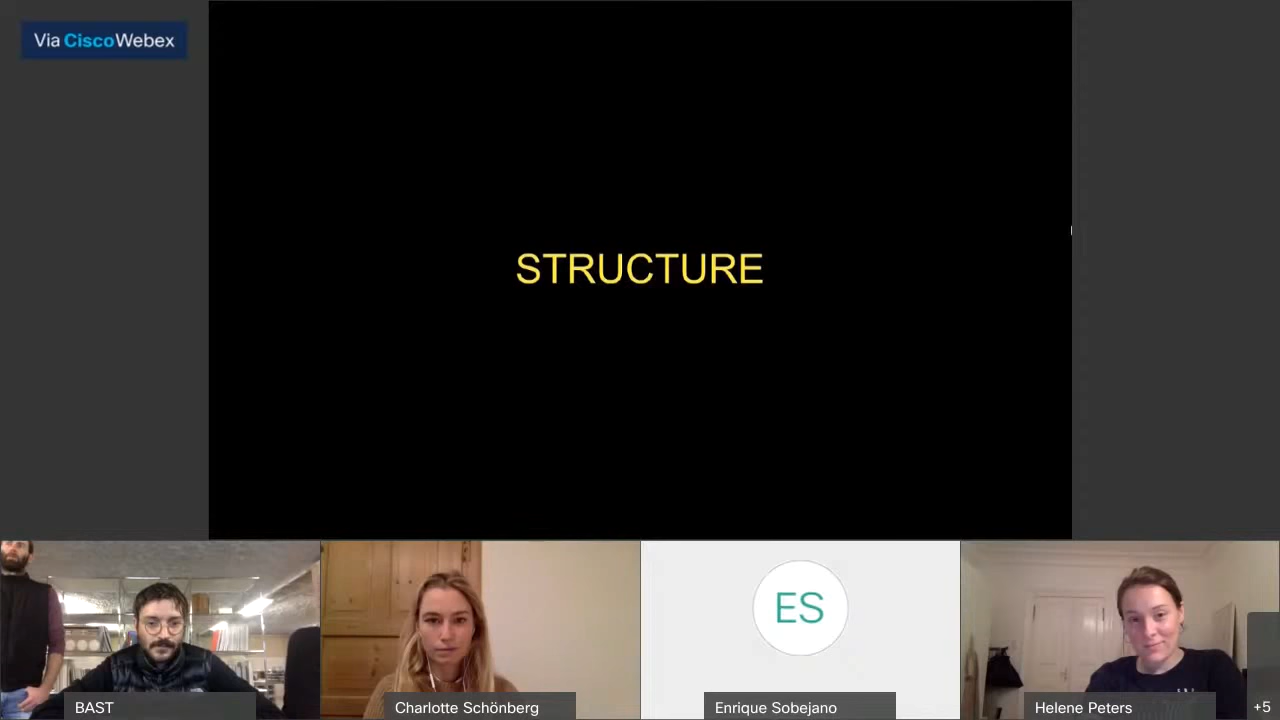 Via CiscoWebex
STRUCTURE
ES
BAST
Charlotte Schönberg
Enrique Sobejano
Helene Peters
+5